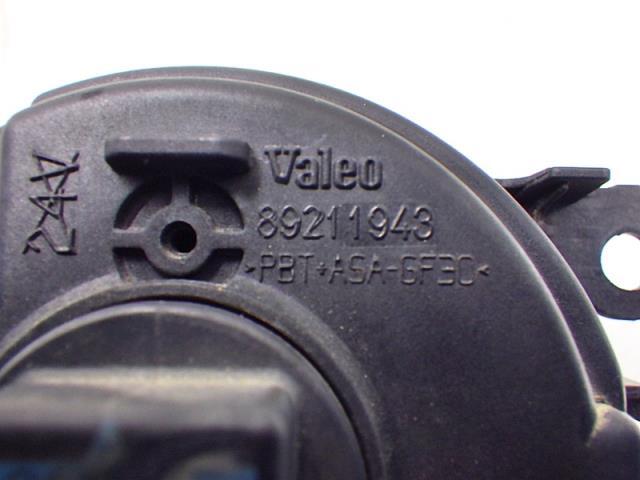 Valeo
89211943
>PBT+ASA-GF30<